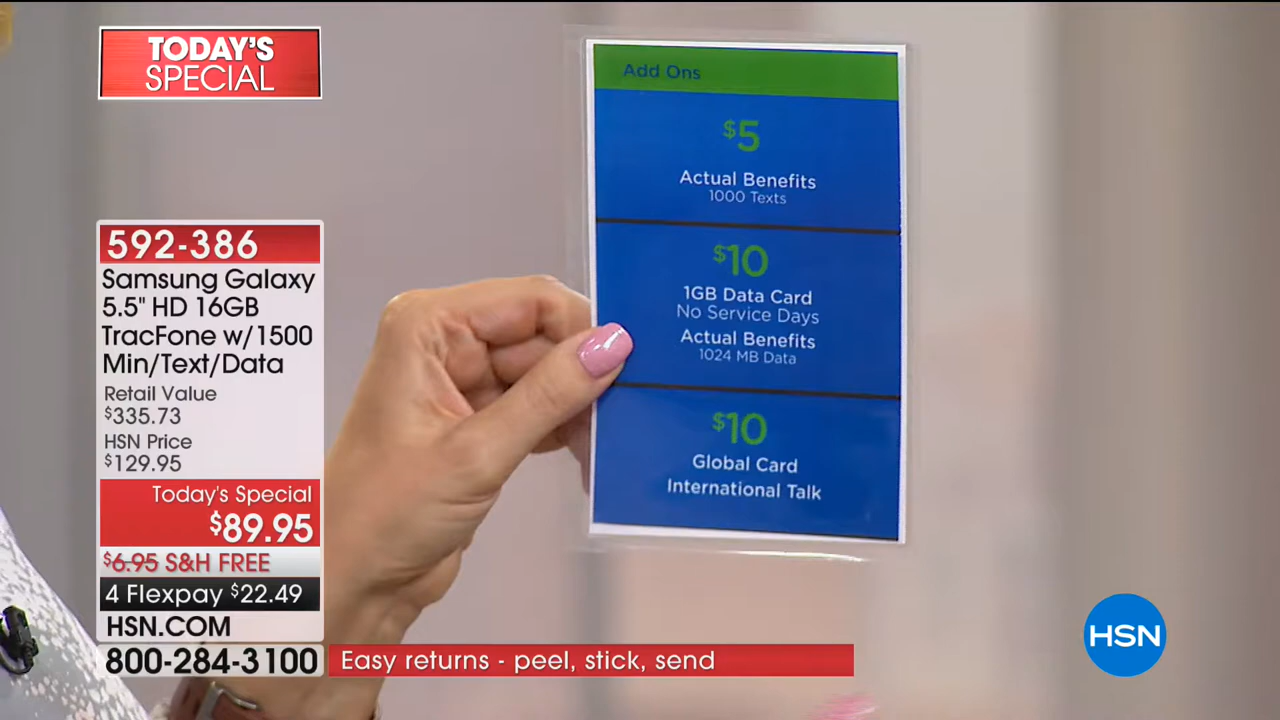 TODAY'S
SPECIAL
592-386
Samsung Galaxy
5.5" HD 16GB
TracFone w/1500
Min/Text/Data
Retail Value
$335.73
HSN Price
$129.95
Today's Special
$89.95
$6.95 S&H FREE
4 Flexpay $22.49
HSN.COM
800-284-3100
Easy returns - peel, stick, send
Add Ons
$5
Actual Benefits
1000 Texts
$10
1GB Data Card
No Service Days
Actual Benefits
1024 MB Data
$10
Global Card
International Talk
HSN